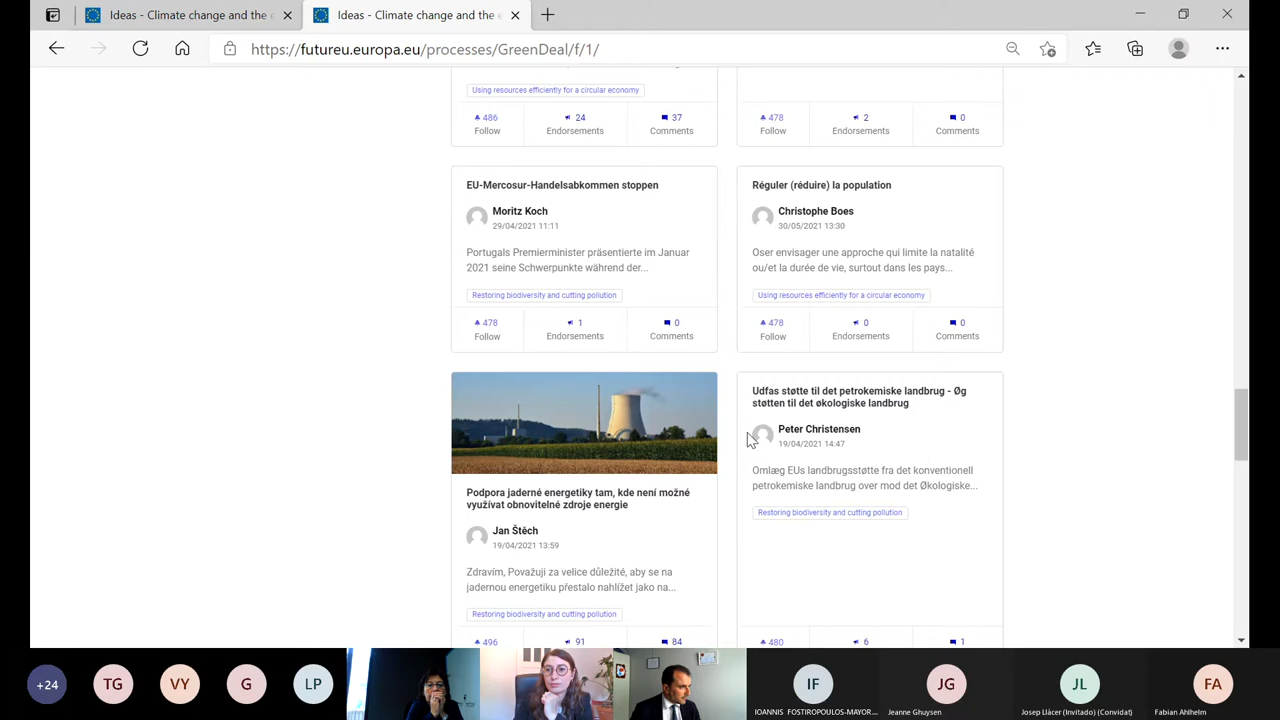 Ideas - Climate change and the e
Ideas - Climate change and the e
https://futureu.europa.eu/processes/GreenDeal/f/1/
Using resources efficiently for a circular economy
486
Follow
24
Endorsements
37
Comments
478
Follow
2
Endorsements
0
Comments
EU-Mercosur-Handelsabkommen stoppen
Moritz Koch
29/04/2021 11:11
Portugals Premierminister präsentierte im Januar
2021 seine Schwerpunkte während der...
Restoring biodiversity and cutting pollution
478
Follow
1
Endorsements
0
Comments
Réguler (réduire) la population
Christophe Boes
30/05/2021 13:30
Oser envisager une approche qui limite la natalité
ou/et la durée de vie, surtout dans les pays...
Using resources efficiently for a circular economy
478
Follow
0
Endorsements
0
Comments
Podpora jaderné energetiky tam, kde není možné
využívat obnovitelné zdroje energie
Jan Štěch
19/04/2021 13:59
Zdravím, Považuji za velice důležité, aby se na
jadernou energetiku přestalo nahlížet jako na...
Restoring biodiversity and cutting pollution
496
91
84
Udfas støtte til det petrokemiske landbrug - Øg
støtten til det økologiske landbrug
Peter Christensen
19/04/2021 14:47
Omlæg EUs landbrugsstøtte fra det konventionell
petrokemiske landbrug over mod det Økologiske...
Restoring biodiversity and cutting pollution
480
6
1
+24
TG
VY
G
LP
IF
IOANNIS FOSTIROPOULOS-MAYOR...
JG
Jeanne Ghuysen
JL
Josep Llàcer (Invitado) (Convidat)
FA
Fabian Ahlhelm